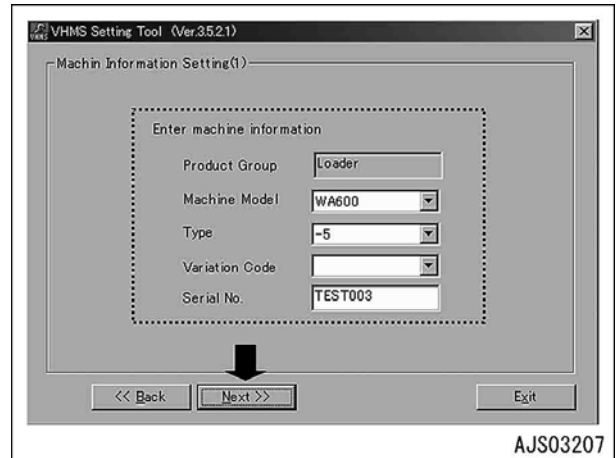 VHMS Setting Tool (Ver.3.5.2.1)
Machin Information Setting(1)
Enter machine information
Product Group Loader
Machine Model WA600
Type -5
Variation Code
Serial No. TEST003
<< Back Next >> Exit
AJS03207